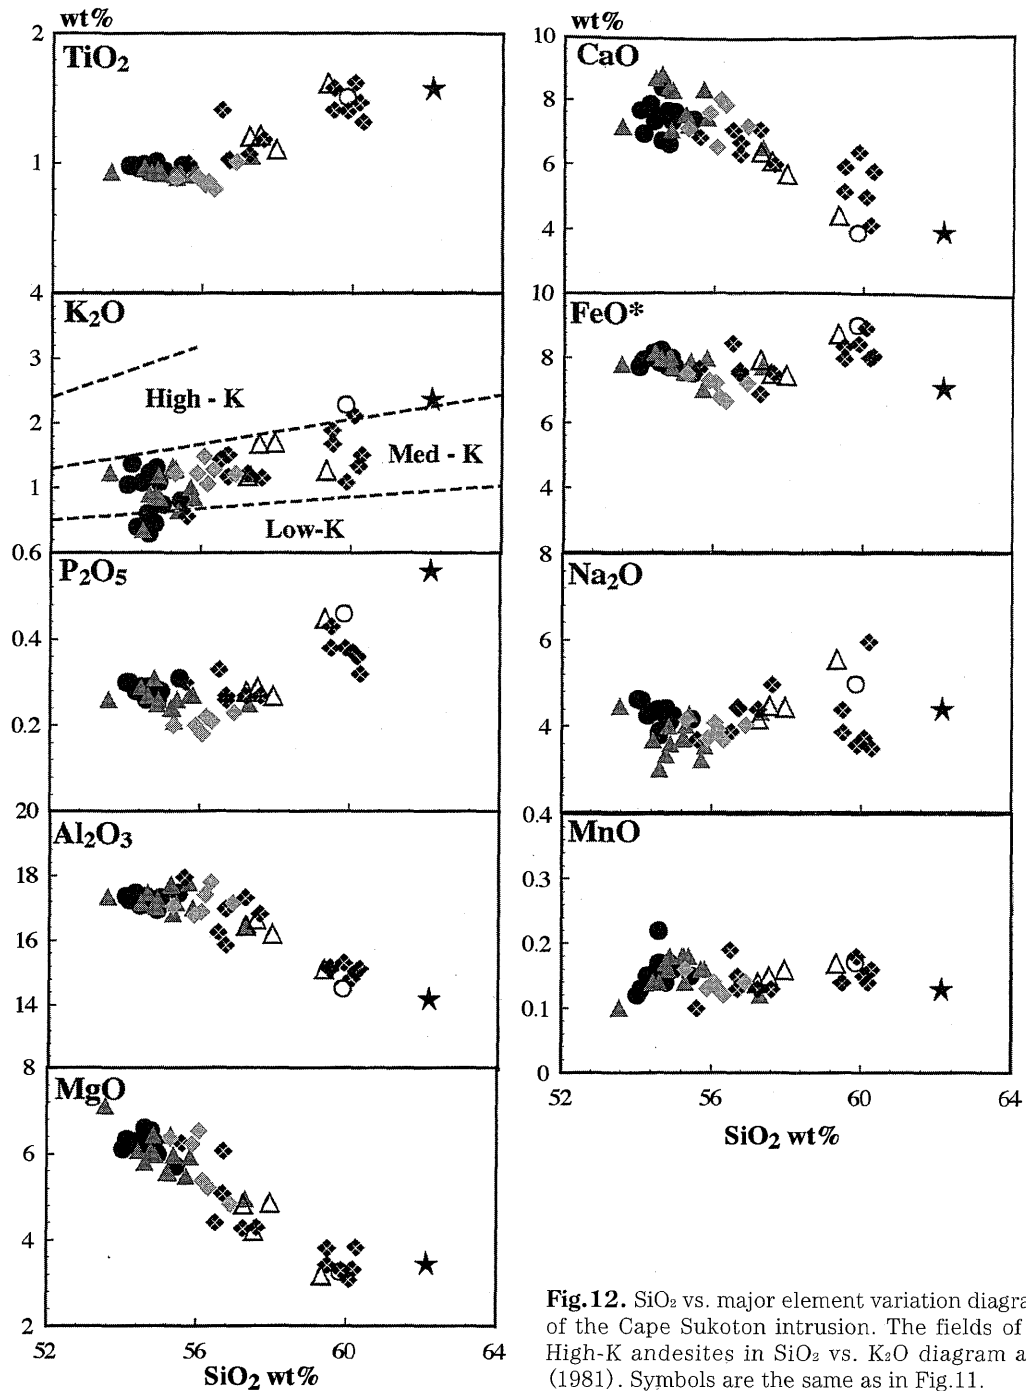 wt%
2
TiO₂
1
4
K₂O
3
High - K
2
Med - K
1
Low-K
0.6
P₂O₅
0.4
0.2
20
Al₂O₃
18
16
14
8
MgO
6
4
2
52 56 60 64
SiO₂ wt%
wt%
10
CaO
8
6
4
10
FeO*
8
6
4
8
Na₂O
6
4
0.4
MnO
0.3
0.2
0.1
0
52 56 60 64
SiO₂ wt%
Fig.12. SiO₂ vs. major element variation diagra
of the Cape Sukoton intrusion. The fields of
High-K andesites in SiO₂ vs. K₂O diagram a
(1981). Symbols are the same as in Fig.11.